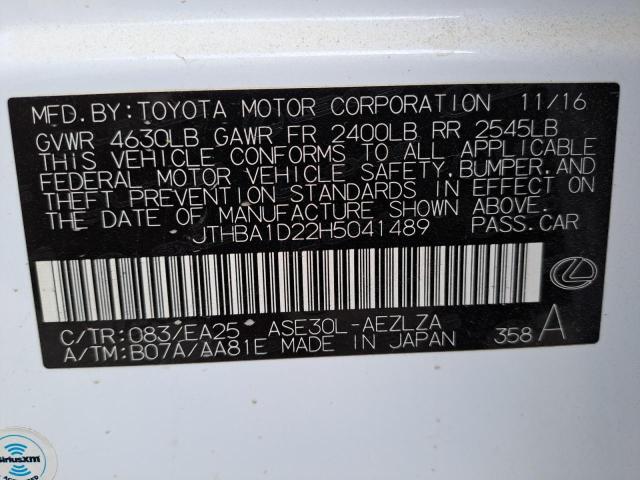 MFD.BY:TOYOTA MOTOR CORPORATION 11/16
GVWR 4630LB GAWR FR 2400LB RR 2545LB
THIS VEHICLE CONFORMS TO ALL APPLICABLE
FEDERAL MOTOR VEHICLE SAFETY,BUMPER,AND
THEFT PREVENTION STANDARDS IN EFFECT ON
THE DATE OF MANUFACTURE SHOWN ABOVE.
JTHBA1D22H5041489 PASS.CAR
C/TR:083/EA25 ASE30L-AEZLZA
A/TM:B07A/AA81E MADE IN JAPAN 358 A
siriusxm